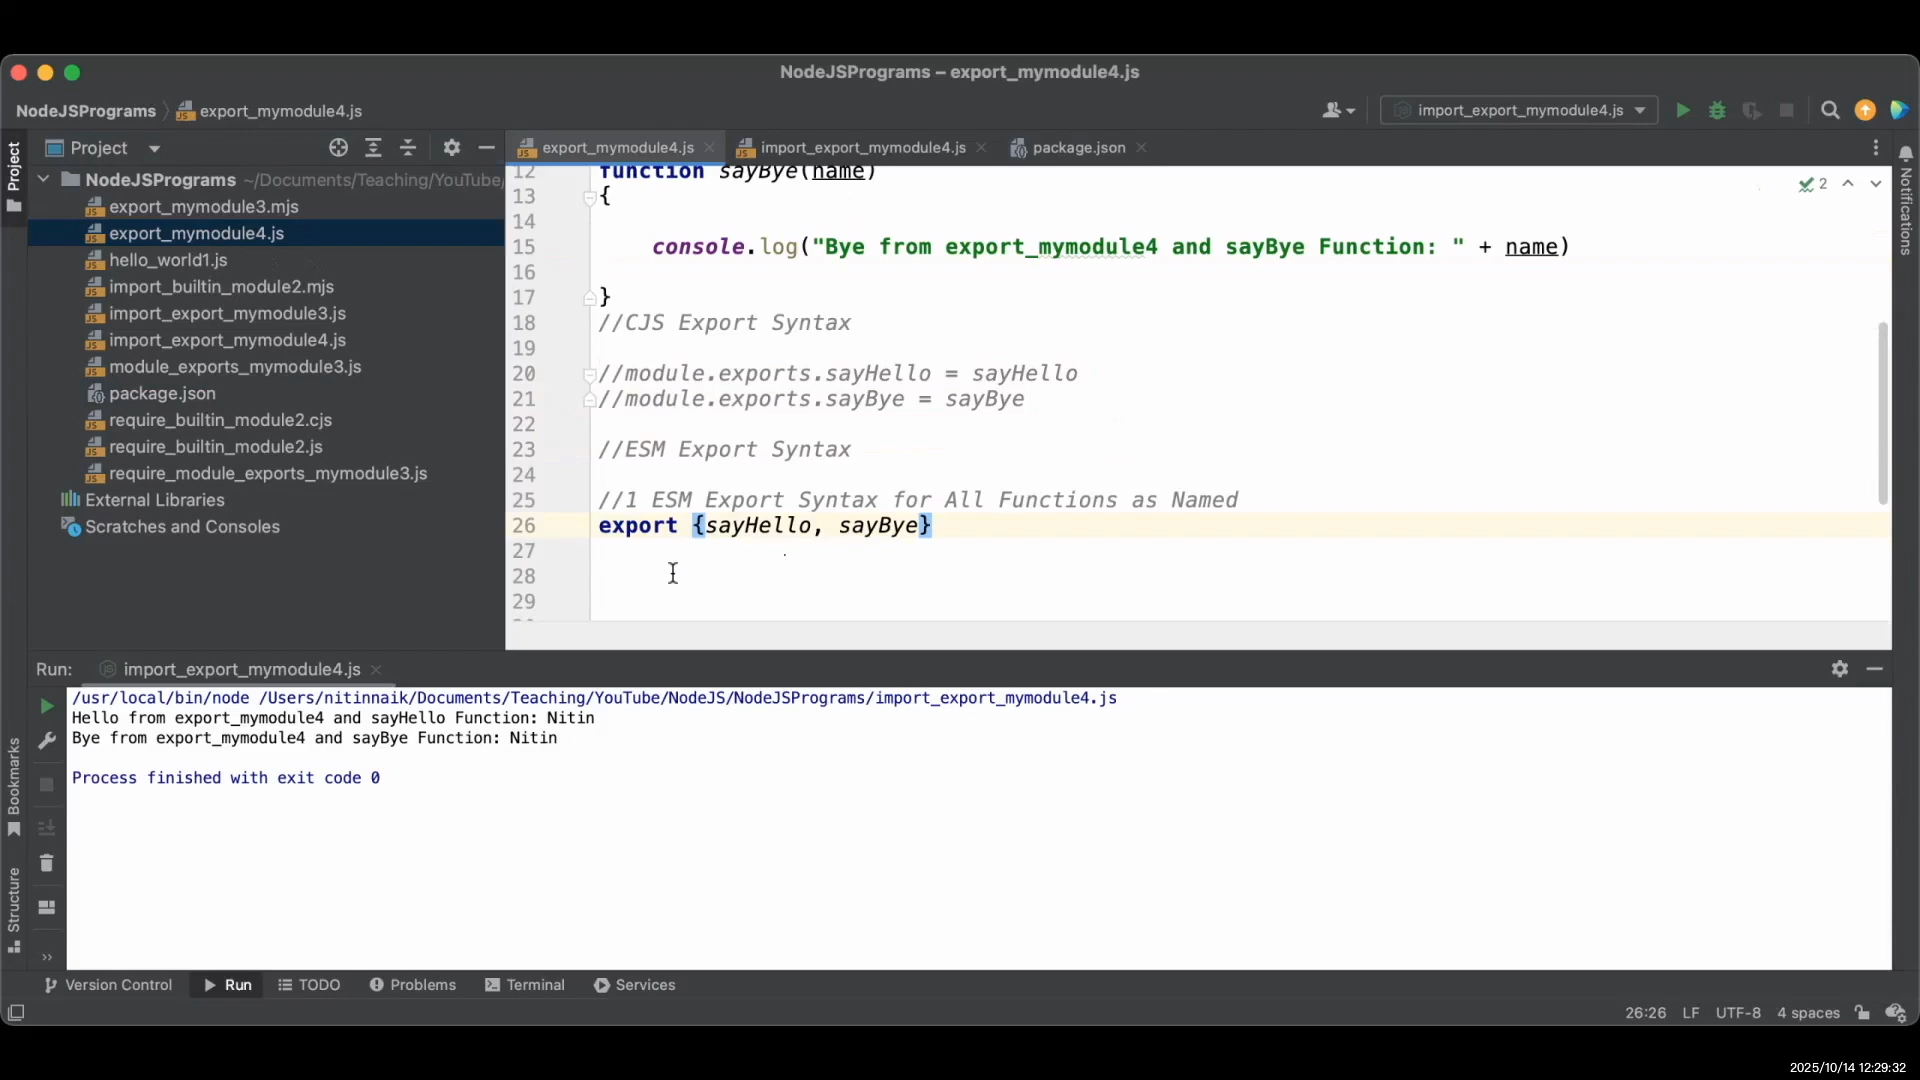 NodeJSPrograms – export_mymodule4.js
NodeJSPrograms
export_mymodule4.js
import_export_mymodule4.js
Project
Project
NodeJSPrograms ~/Documents/Teaching/YouTube/
export_mymodule3.mjs
export_mymodule4.js
hello_world1.js
import_builtin_module2.mjs
import_export_mymodule3.js
import_export_mymodule4.js
module_exports_mymodule3.js
package.json
require_builtin_module2.cjs
require_builtin_module2.js
require_module_exports_mymodule3.js
External Libraries
Scratches and Consoles
export_mymodule4.js
import_export_mymodule4.js
package.json
Notifications
2
12 function sayBye(name)
13 {
14
15 console.log("Bye from export_mymodule4 and sayBye Function: " + name)
16
17 }
18 //CJS Export Syntax
19
20 //module.exports.sayHello = sayHello
21 //module.exports.sayBye = sayBye
22
23 //ESM Export Syntax
24
25 //1 ESM Export Syntax for All Functions as Named
26 export {sayHello, sayBye}
27
28
29
Run: import_export_mymodule4.js
/usr/local/bin/node /Users/nitinnaik/Documents/Teaching/YouTube/NodeJS/NodeJSPrograms/import_export_mymodule4.js
Hello from export_mymodule4 and sayHello Function: Nitin
Bye from export_mymodule4 and sayBye Function: Nitin
Process finished with exit code 0
Bookmarks
Structure
Version Control
Run
TODO
Problems
Terminal
Services
26:26 LF UTF-8 4 spaces
2025/10/14 12:29:32